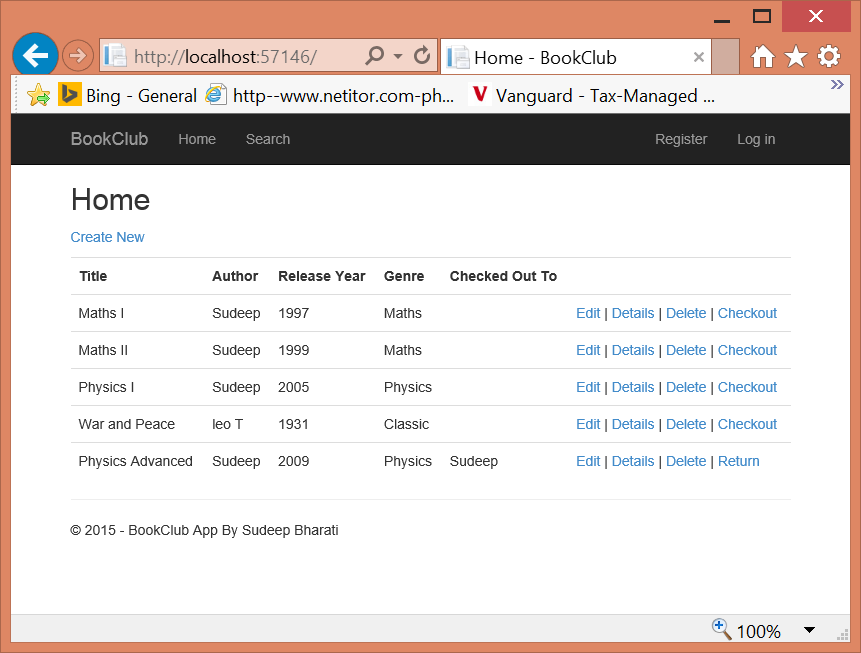 http://localhost:57146/ Home - BookClub
Bing - General http--www.netitor.com-ph... Vanguard - Tax-Managed ...
BookClub Home Search Register Log in
Home
Create New
Title Author Release Year Genre Checked Out To
Maths I Sudeep 1997 Maths Edit | Details | Delete | Checkout
Maths II Sudeep 1999 Maths Edit | Details | Delete | Checkout
Physics I Sudeep 2005 Physics Edit | Details | Delete | Checkout
War and Peace leo T 1931 Classic Edit | Details | Delete | Checkout
Physics Advanced Sudeep 2009 Physics Sudeep Edit | Details | Delete | Return
© 2015 - BookClub App By Sudeep Bharati
100%